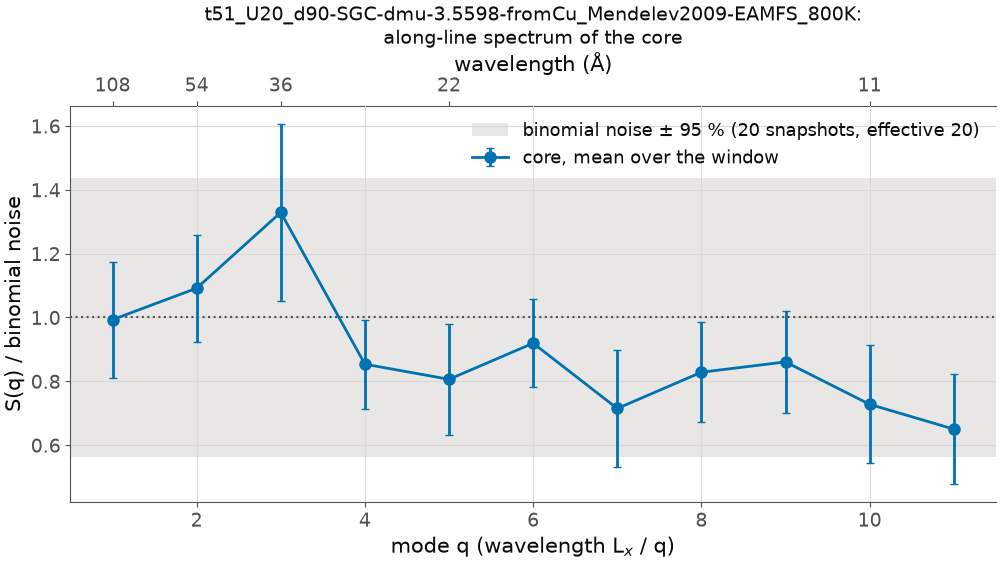 t51_U20_d90-SGC-dmu-3.5598-fromCu_Mendelev2009-EAMFS_800K:
along-line spectrum of the core
wavelength (Å)
108 54 36 22 11
binomial noise ± 95 % (20 snapshots, effective 20)
core, mean over the window
S(q) / binomial noise
1.6
1.4
1.2
1.0
0.8
0.6
2 4 6 8 10
mode q (wavelength Lₓ / q)